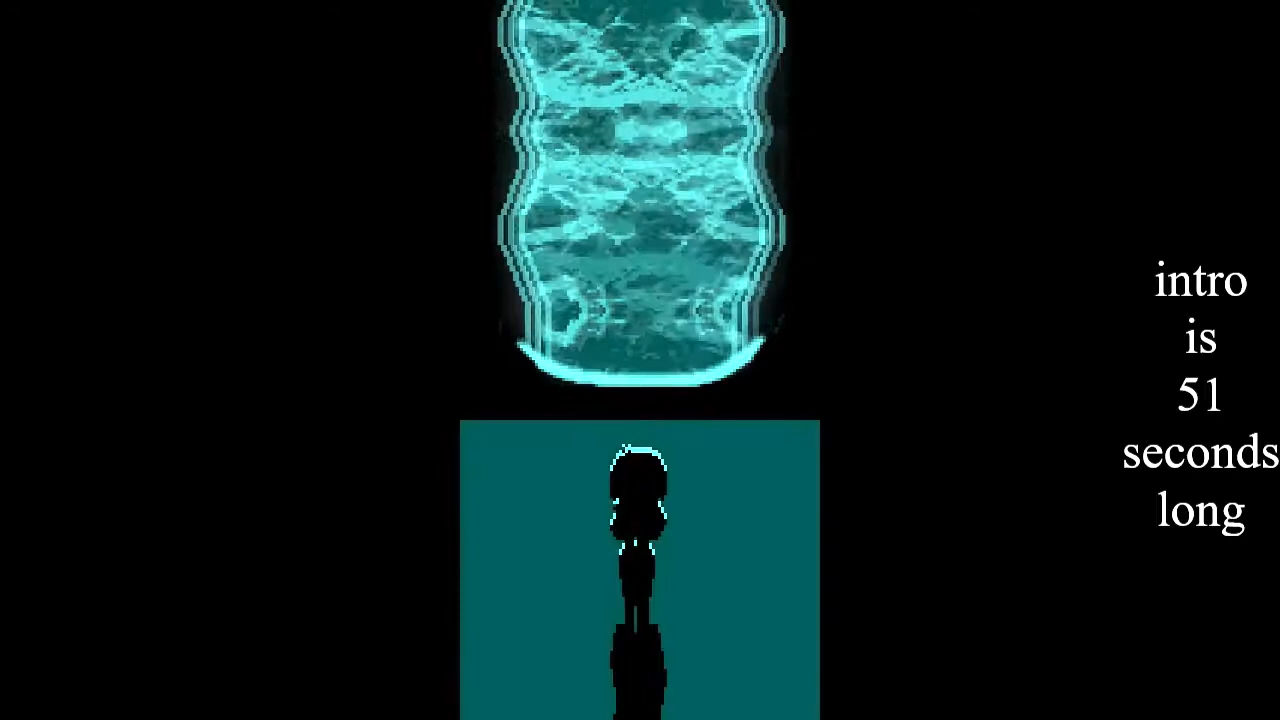 intro
is
51
seconds
long